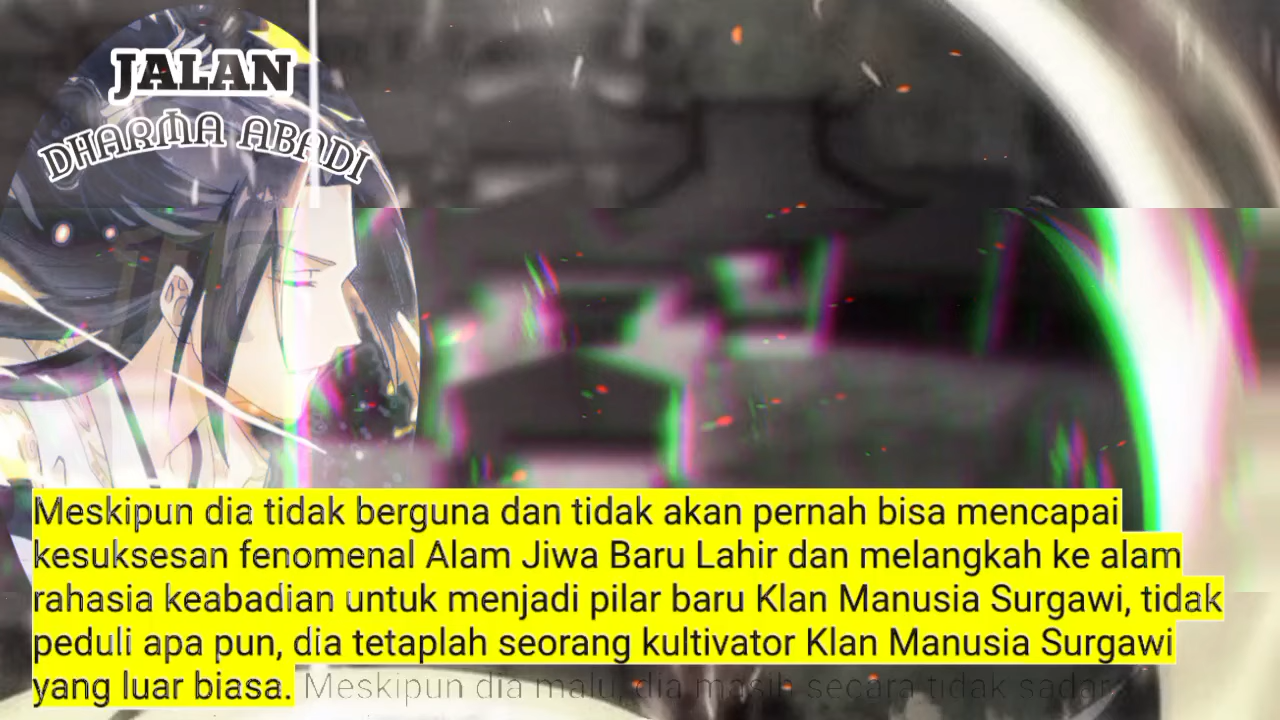 JALAN
DHARMA ABADI
Meskipun dia tidak berguna dan tidak akan pernah bisa mencapai
kesuksesan fenomenal Alam Jiwa Baru Lahir dan melangkah ke alam
rahasia keabadian untuk menjadi pilar baru Klan Manusia Surgawi, tidak
peduli apa pun, dia tetaplah seorang kultivator Klan Manusia Surgawi
yang luar biasa. Meskipun dia malu, dia masih secara tidak sadar